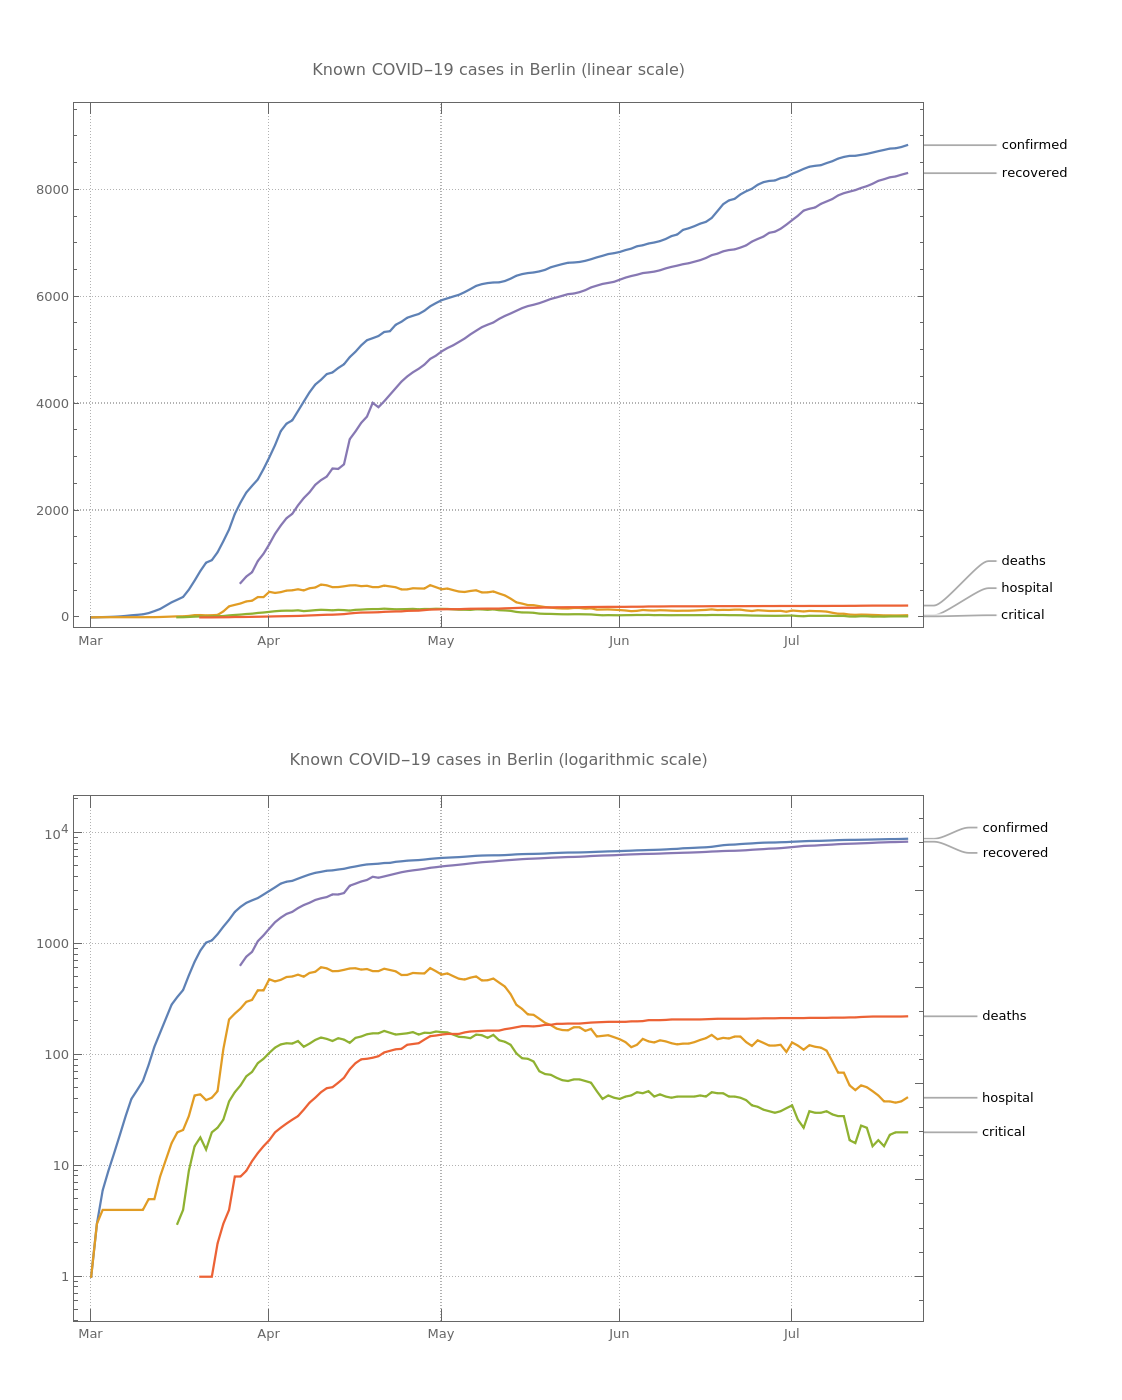 Known COVID‒19 cases in Berlin (linear scale)
confirmed
recovered
8000
6000
4000
2000
deaths
hospital
critical
0
Mar Apr May Jun Jul
Known COVID‒19 cases in Berlin (logarithmic scale)
10⁴
confirmed
recovered
1000
deaths
100
hospital
critical
10
1
Mar Apr May Jun Jul